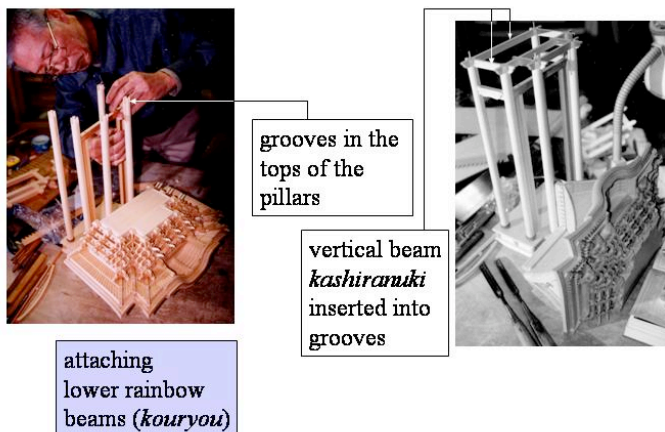 grooves in the
tops of the
pillars
vertical beam
kashiranuki
inserted into
grooves
attaching
lower rainbow
beams (kouryou)